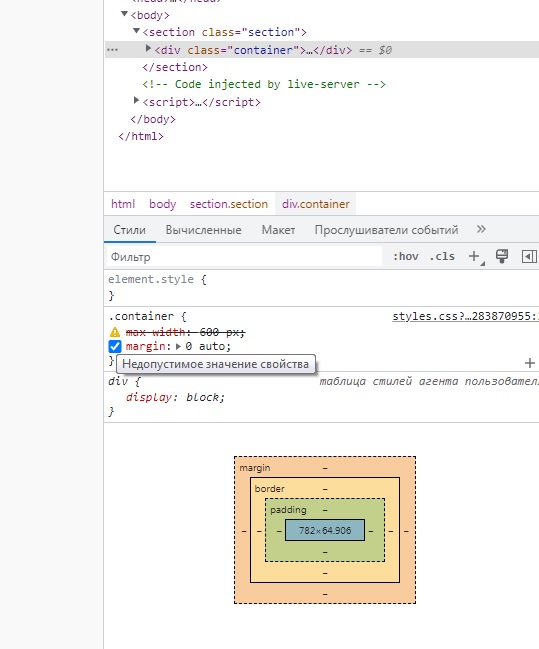 <head>…</head>
▼<body>
▼<section class="section">
… ▶<div class="container">…</div> == $0
</section>
<!-- Code injected by live-server -->
▶<script>…</script>
</body>
</html>
html body section.section div.container
Стили Вычисленные Макет Прослушиватели событий »
Фильтр :hov .cls +
element.style {
}
.container { styles.css?…283870955:
max-width: 600 px;
margin: ▶ 0 auto;
}
Недопустимое значение свойства
+
div { таблица стилей агента пользовател
display: block;
}
margin –
border –
padding –
– – – 782×64.906 – – –
–
–
–